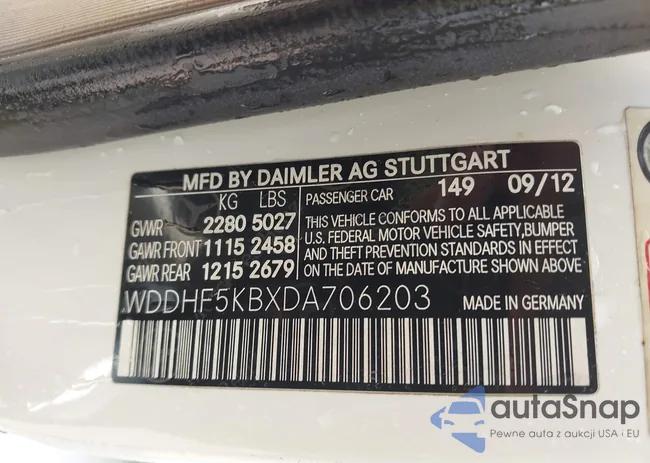 MFD BY DAIMLER AG STUTTGART
KG LBS PASSENGER CAR 149 09/12
GVWR 2280 5027
GAWR FRONT 1115 2458
GAWR REAR 1215 2679
THIS VEHICLE CONFORMS TO ALL APPLICABLE
U.S. FEDERAL MOTOR VEHICLE SAFETY,BUMPER
AND THEFT PREVENTION STANDARDS IN EFFECT
ON THE DATE OF MANUFACTURE SHOWN ABOVE
WDDHF5KBXDA706203 MADE IN GERMANY
autaSnap
Pewne auta z aukcji USA i EU